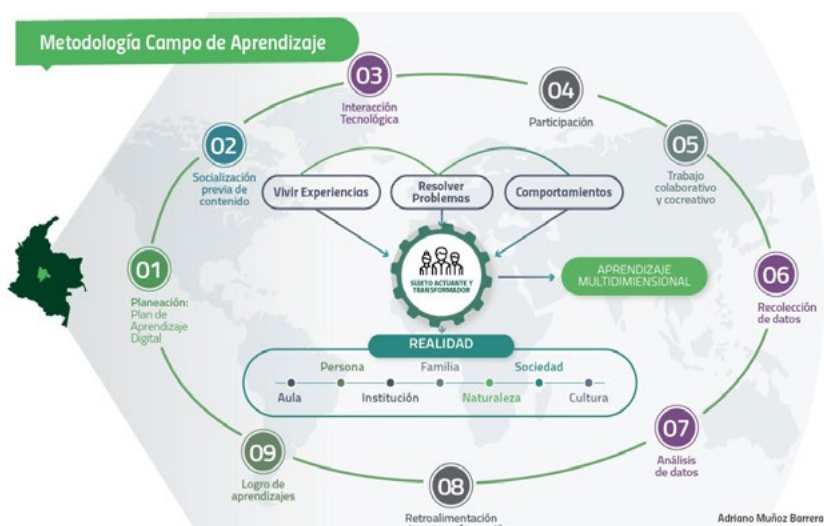 Metodología Campo de Aprendizaje
01
Planeación:
Plan de
Aprendizaje
Digital
02
Socialización
previa de
contenido
03
Interacción
Tecnológica
04
Participación
05
Trabajo
colaborativo
y cocreativo
06
Recolección
de datos
07
Análisis
de datos
08
Retroalimentación
09
Logro de
aprendizajes
Vivir Experiencias
Resolver
Problemas
Comportamientos
SUJETO ACTUANTE Y
TRANSFORMADOR
APRENDIZAJE
MULTIDIMENSIONAL
REALIDAD
Persona
Familia
Sociedad
Aula
Institución
Naturaleza
Cultura
Adriano Muñoz Barrera